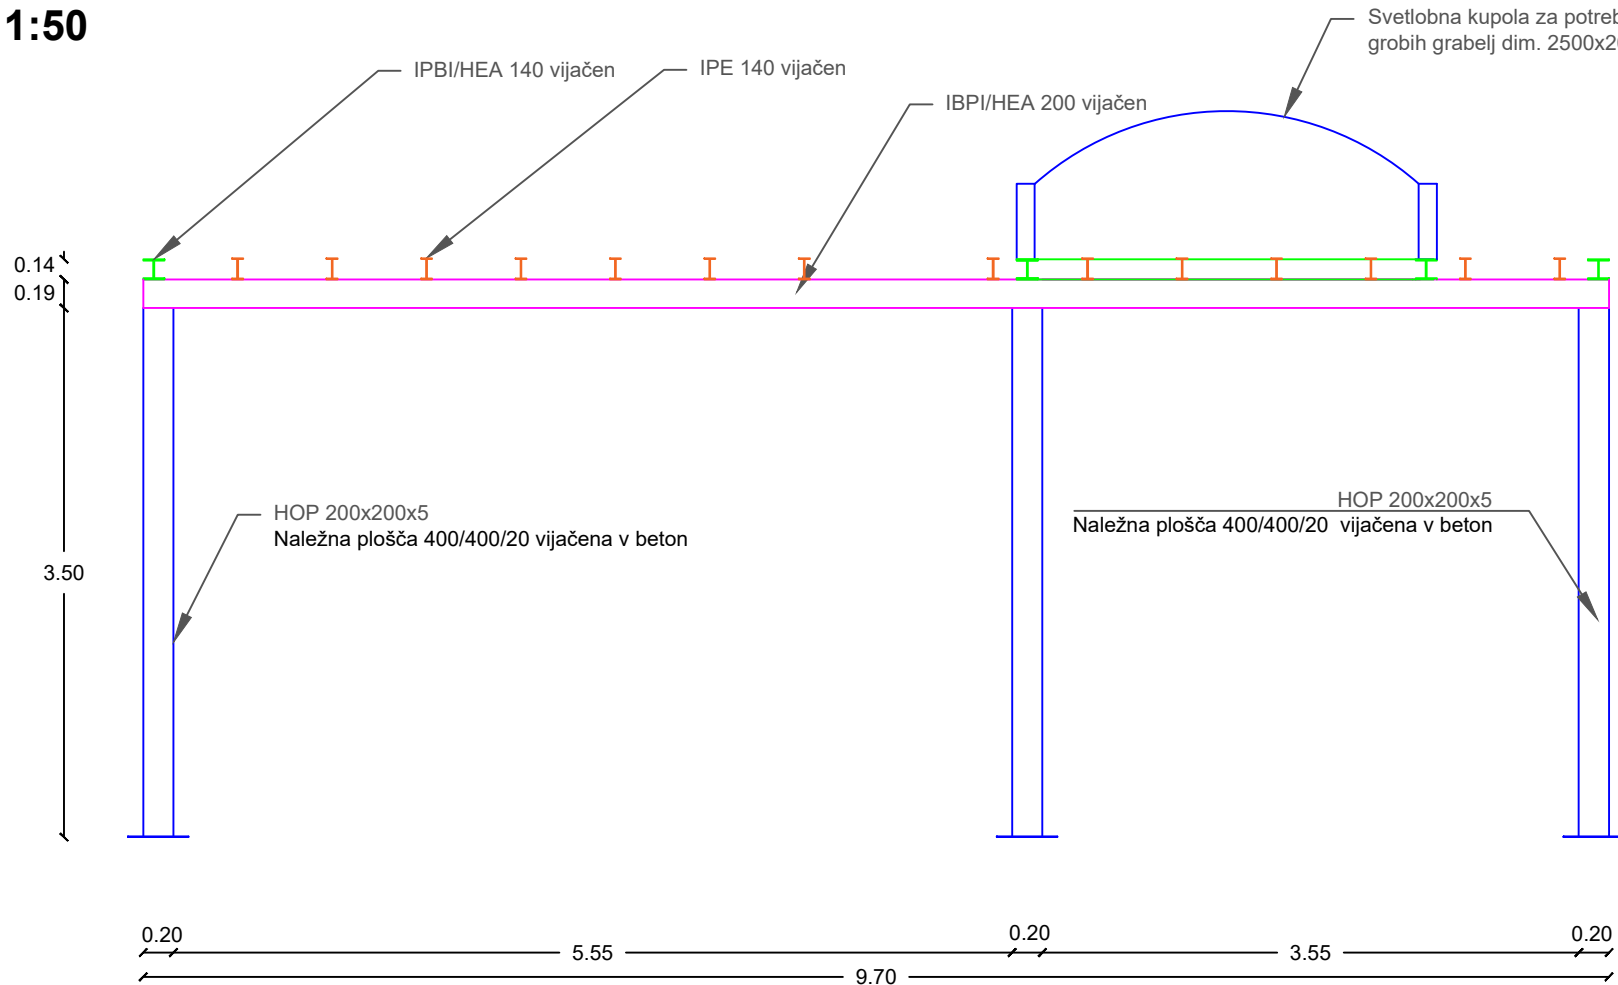 1:50
Svetlobna kupola za potreb
grobih grabelj dim. 2500x2
IPBI/HEA 140 vijačen
IPE 140 vijačen
IBPI/HEA 200 vijačen
0.14
0.19
3.50
HOP 200x200x5
Naležna plošča 400/400/20 vijačena v beton
HOP 200x200x5
Naležna plošča 400/400/20 vijačena v beton
0.20
5.55
0.20
3.55
0.20
9.70